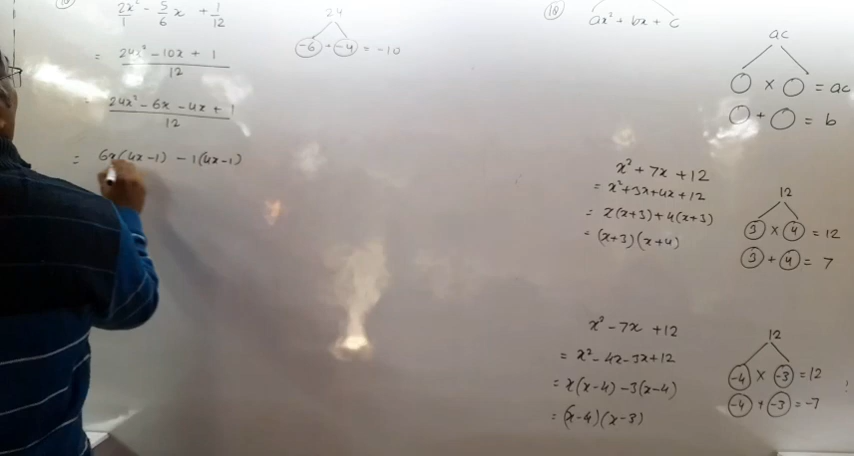 2x²/1 - 5/6 x + 1/12
= 24x² - 10x + 1 / 12
= 24x² - 6x - 4x + 1 / 12
= 6x(4x-1) - 1(4x-1)
24
-6 + -4 = -10
ax² + bx + c
ac
○ × ○ = ac
○ + ○ = b
x² + 7x + 12
= x² + 3x + 4x + 12
= x(x+3) + 4(x+3)
= (x+3)(x+4)
12
3 × 4 = 12
3 + 4 = 7
x² - 7x + 12
= x² - 4x - 3x + 12
= x(x-4) - 3(x-4)
= (x-4)(x-3)
12
-4 × -3 = 12
-4 + -3 = -7